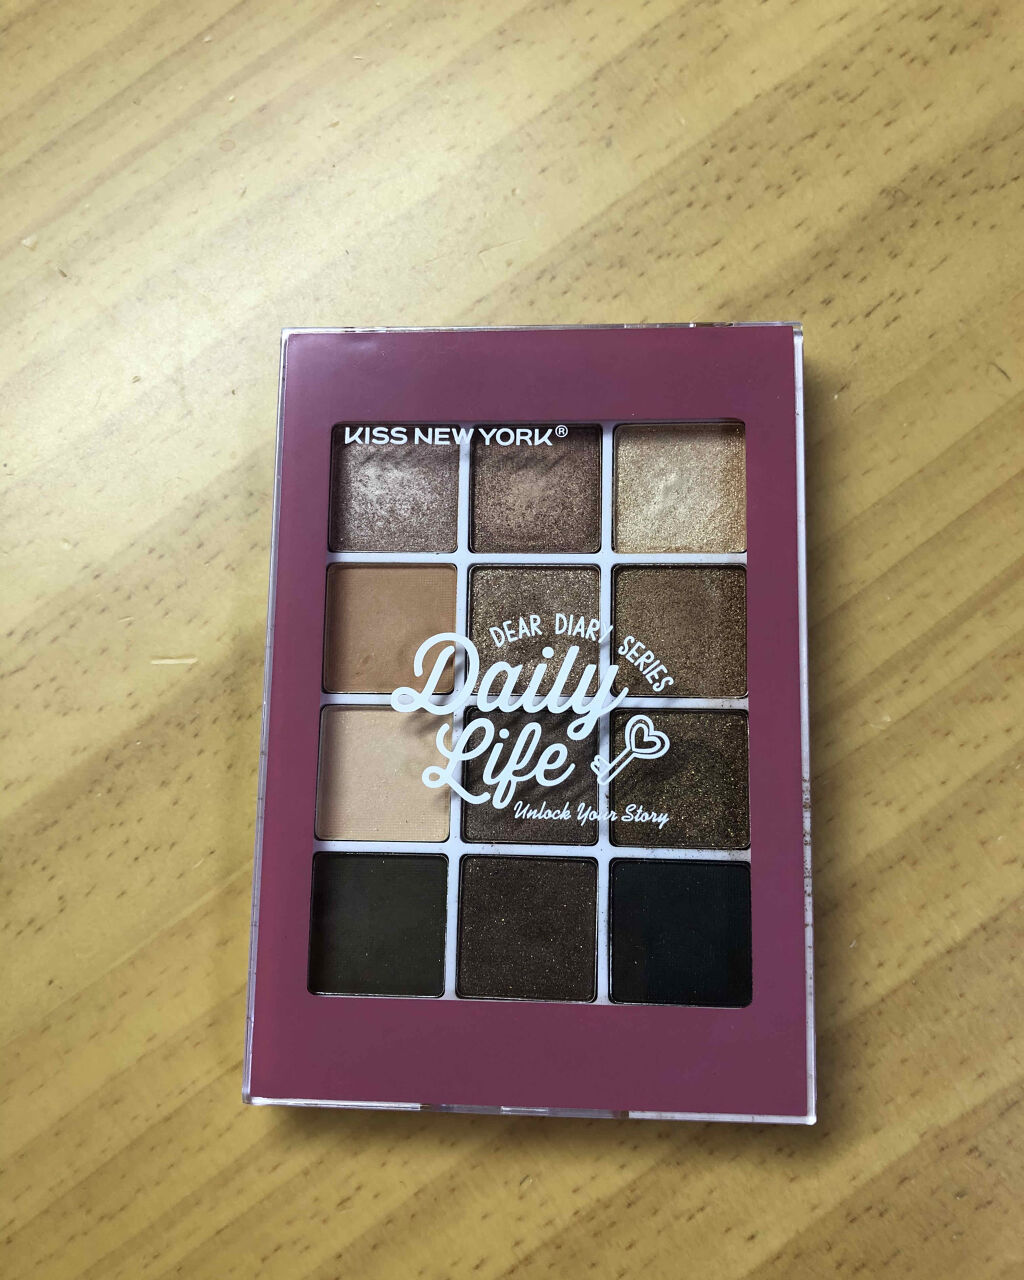 KISS NEW YORK®
DEAR DIARY SERIES
Daily
Life
Unlock Your Story